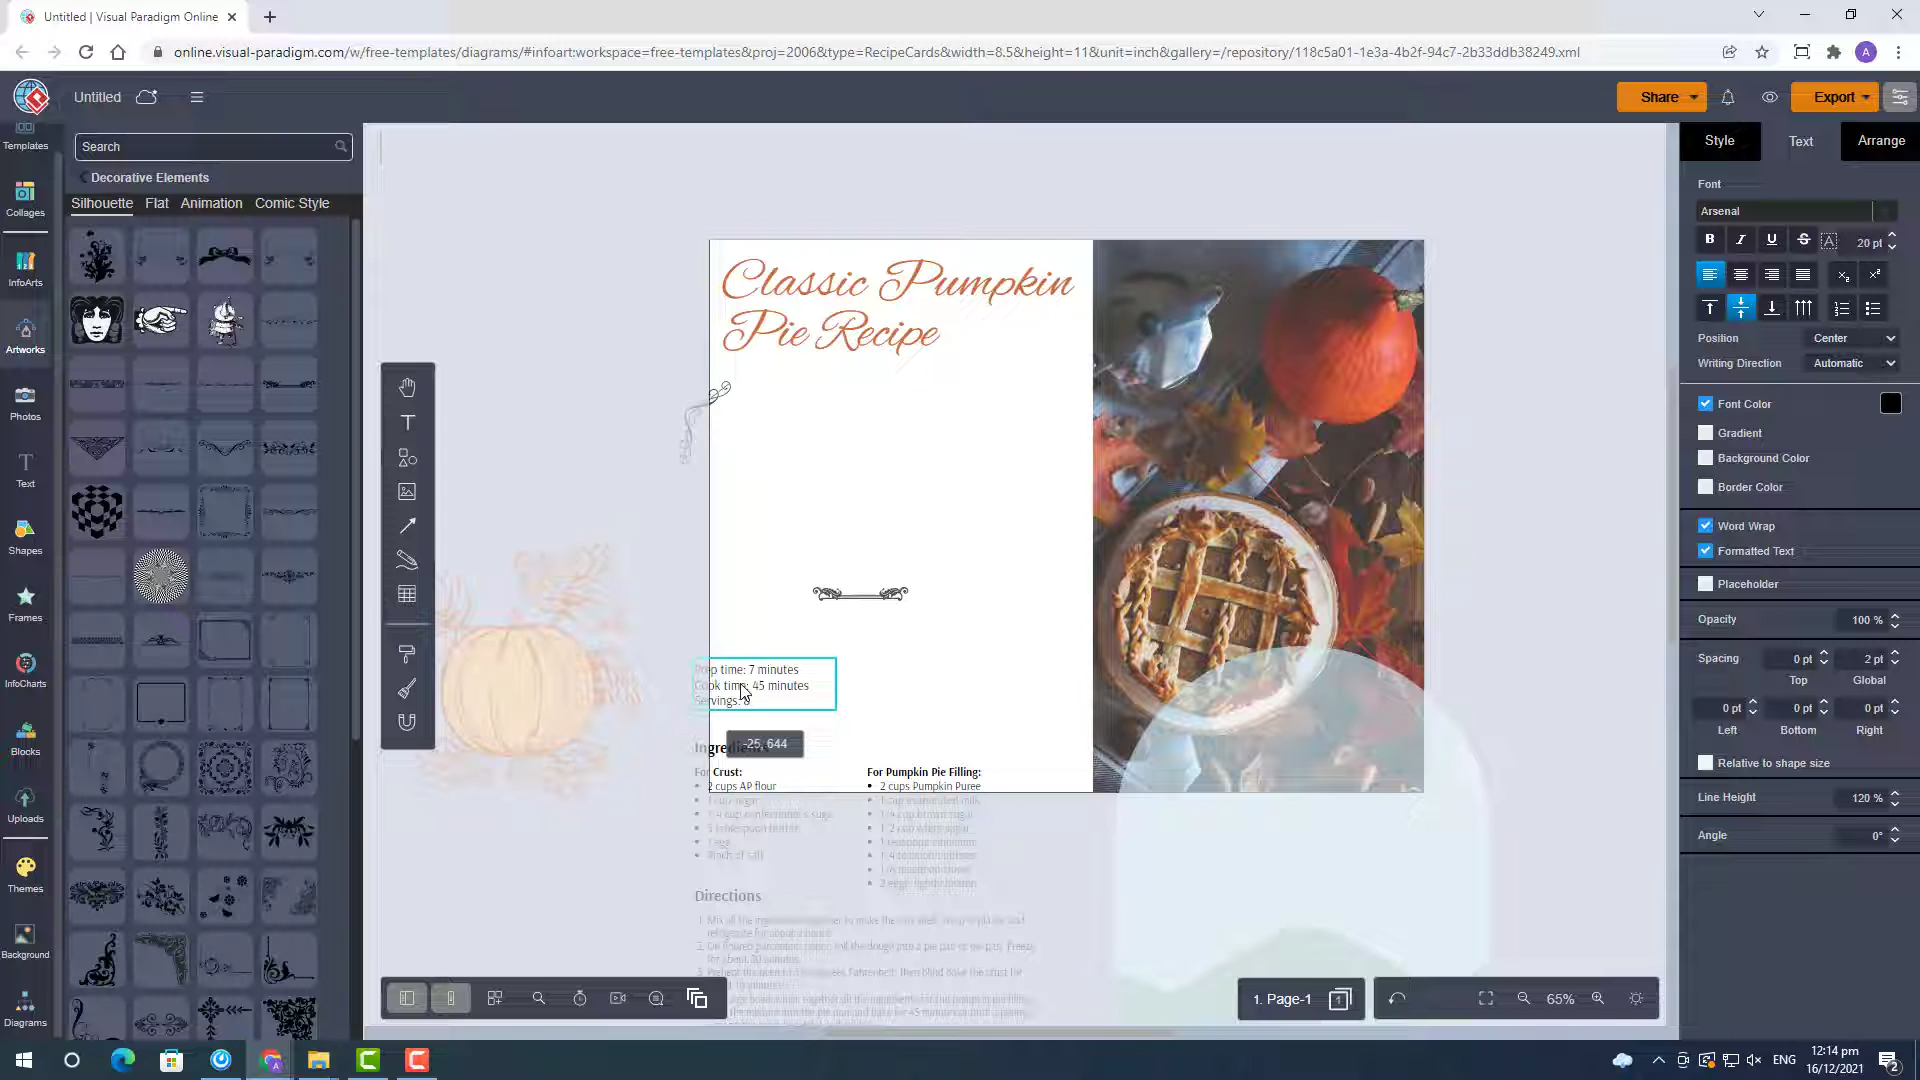 Untitled | Visual Paradigm Online
online.visual-paradigm.com/w/free-templates/diagrams/#infoart:workspace=free-templates&proj=2006&type=RecipeCards&width=8.5&height=11&unit=inch&gallery=/repository/118c5a01-1e3a-4b2f-94c7-2b33ddb38249.xml
A
Untitled
Share
Export
Templates
Collages
InfoArts
Artworks
Photos
Text
Shapes
Frames
InfoCharts
Blocks
Uploads
Themes
Background
Diagrams
Search
Decorative Elements
Silhouette Flat Animation Comic Style
Classic Pumpkin
Pie Recipe
Prep time: 7 minutes
Cook time: 45 minutes
Servings: 8
-25, 644
Ingredients
For Crust:
2 cups AP flour
1 egg
Pinch of salt
For Pumpkin Pie Filling:
2 cups Pumpkin Puree
Directions
1. Page-1
1
65%
Style Text Arrange
Font
Arsenal
B I U S A 20 pt
Position Center
Writing Direction Automatic
Font Color
Gradient
Background Color
Border Color
Word Wrap
Formatted Text
Placeholder
Opacity 100 %
Spacing 0 pt 2 pt
Top Global
0 pt 0 pt 0 pt
Left Bottom Right
Relative to shape size
Line Height 120 %
Angle 0°
ENG
12:14 pm
16/12/2021
2